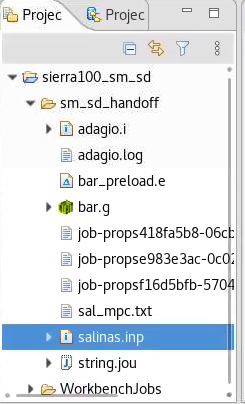 Projec Projec
sierra100_sm_sd
sm_sd_handoff
adagio.i
adagio.log
bar_preload.e
bar.g
job-props418fa5b8-06cb
job-propse983e3ac-0c02
job-propsf16d5bfb-5704
sal_mpc.txt
salinas.inp
string.jou
WorkbenchJobs